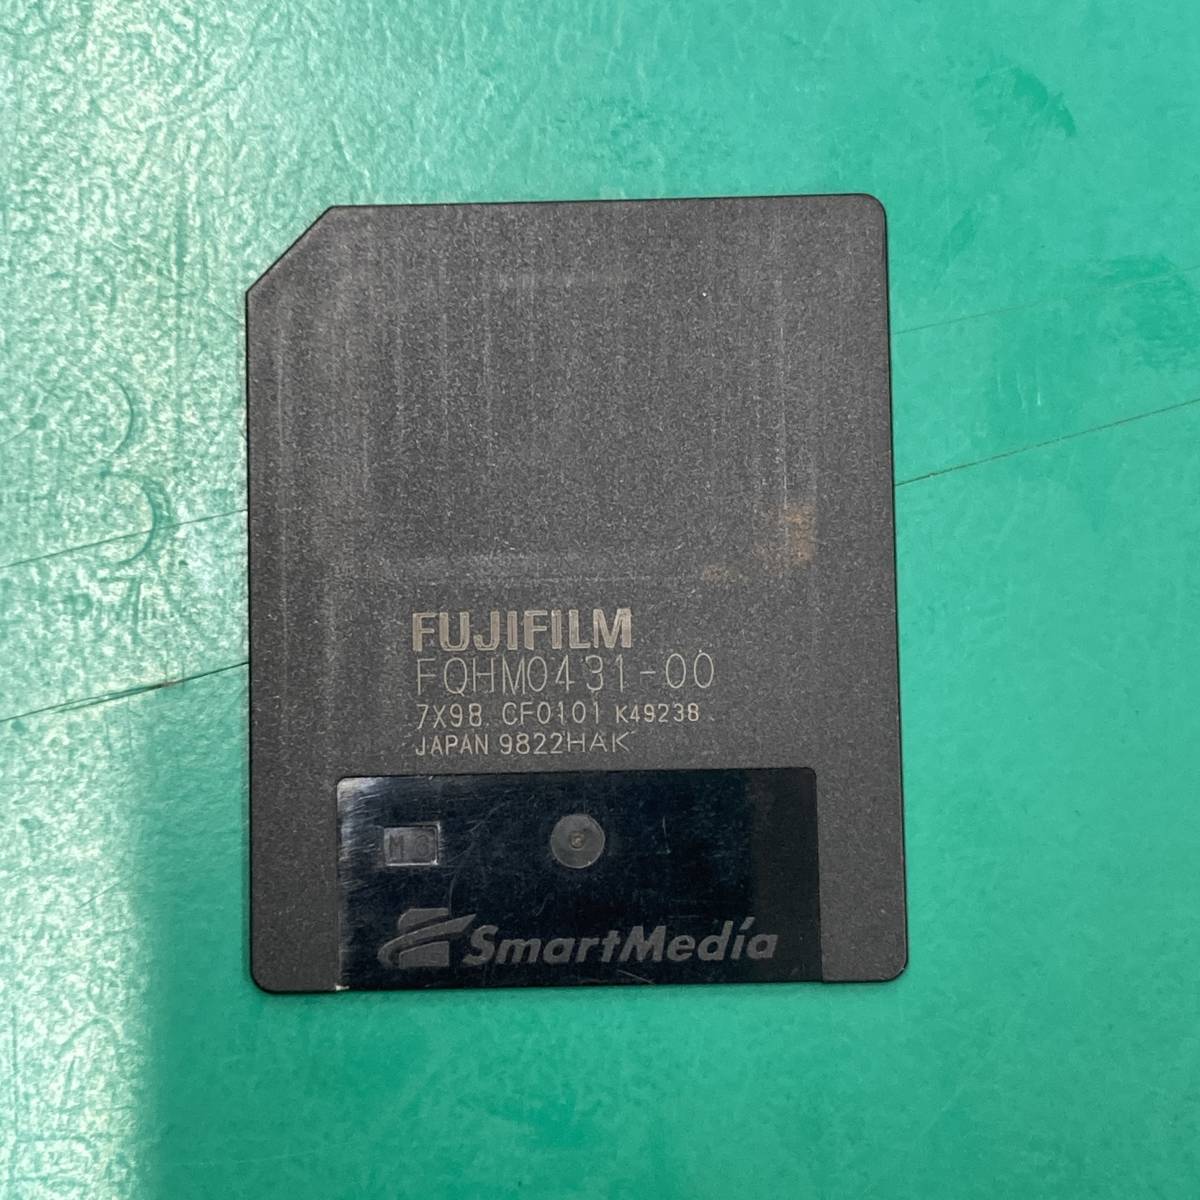 FUJIFILM
FQHM0431-00
7X98 CF0101 K49238
JAPAN 9822HAK
SmartMedia